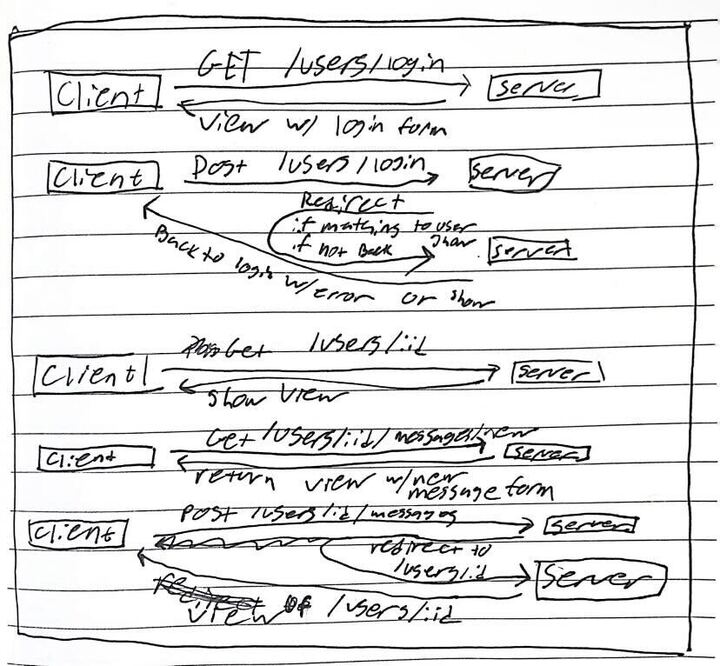 GET /users/login
Client
Server
view w/ login form
Post /users/login
Client
Server
Redirect
if matching to user
show
if not Back
Server
Back to login w/error or show
Get /users/:id
Client
Server
show view
Get /users/:id/messages/new
Client
Server
return view w/new
message form
Post /users/:id/messages
Client
Server
redirect to
/users/:id
Server
view of /users/:id